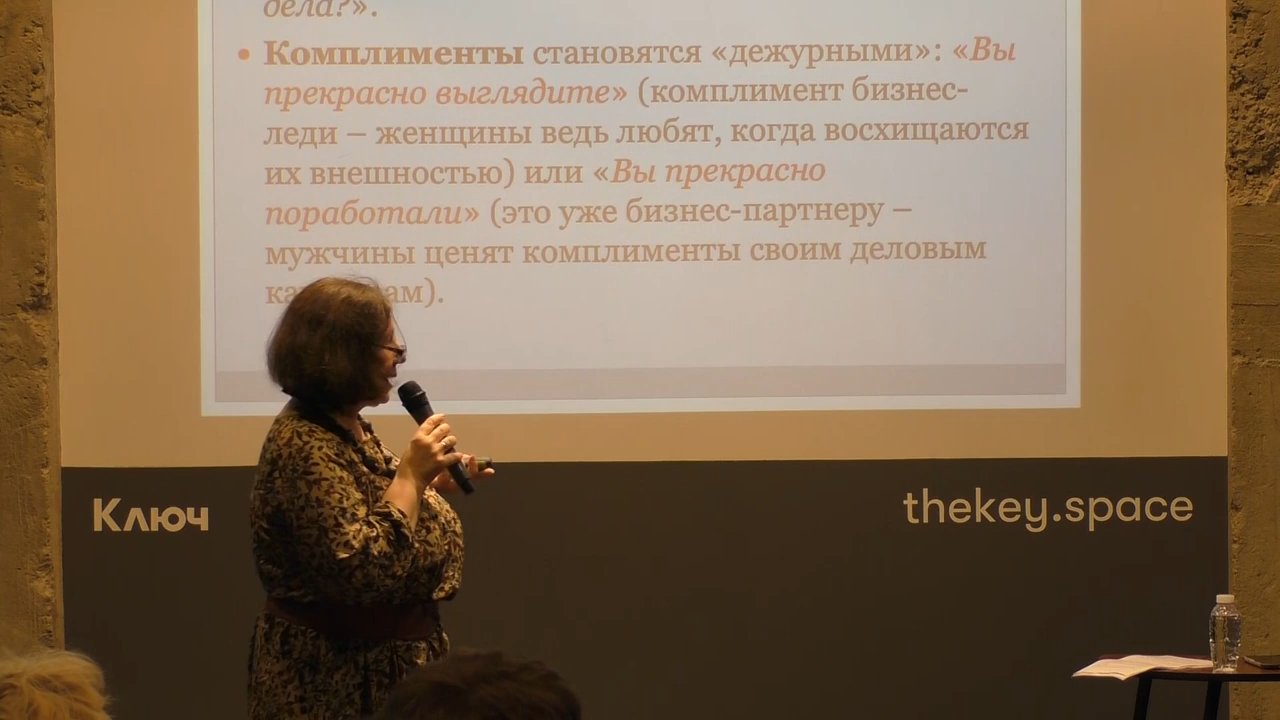 дела?».
• Комплименты становятся «дежурными»: «Вы
прекрасно выглядите» (комплимент бизнес-
леди – женщины ведь любят, когда восхищаются
их внешностью) или «Вы прекрасно
поработали» (это уже бизнес-партнеру –
мужчины ценят комплименты своим деловым
Ключ
thekey.space